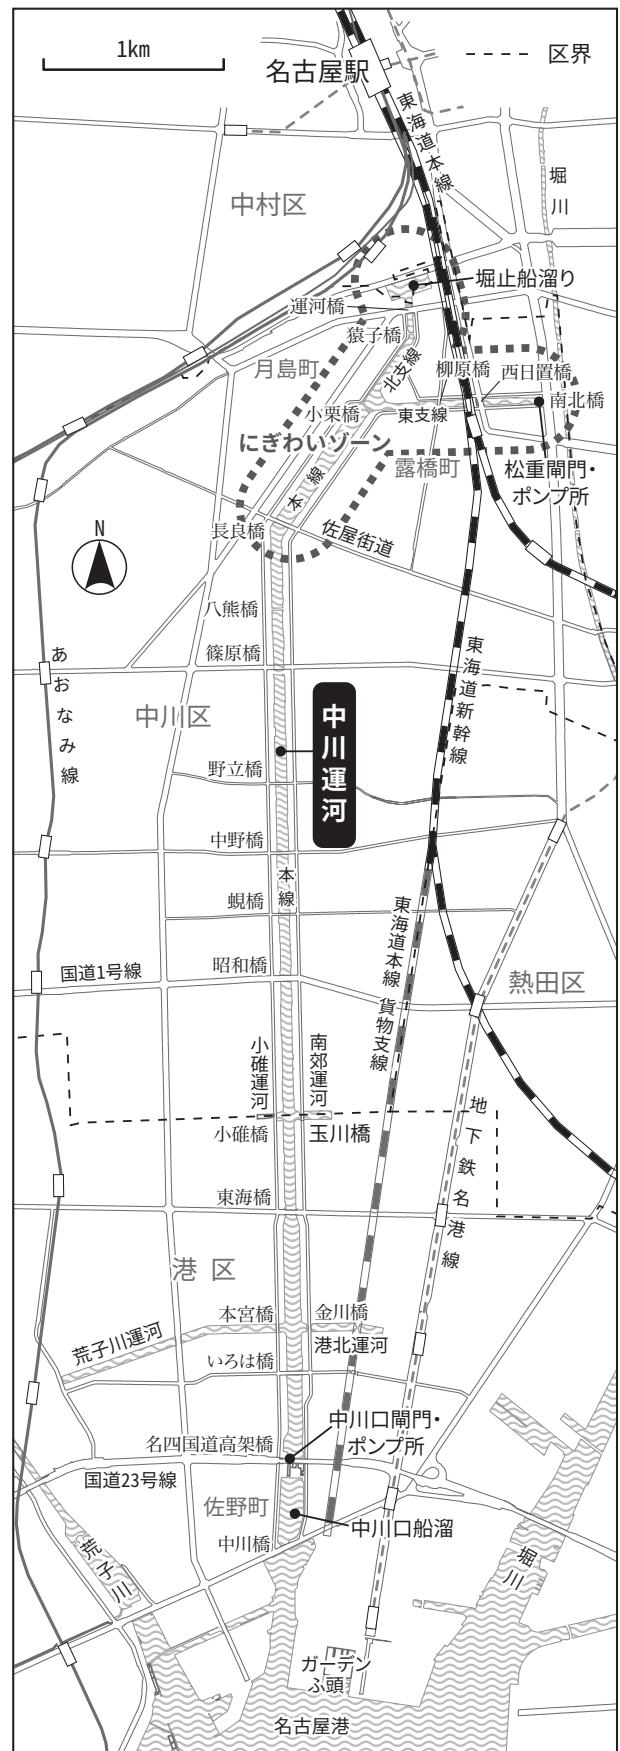 1km
名古屋駅
区界
東海道本線
堀川
中村区
堀止船溜り
運河橋
猿子橋
月島町
北支線
柳原橋
西日置橋
南北橋
小栗橋
東支線
にぎわいゾーン
露橋町
松重閘門・
ポンプ所
本線
長良橋
佐屋街道
N
八熊橋
篠原橋
あおなみ線
東海道新幹線
中川区
中川運河
野立橋
中野橋
本線
蜆橋
東海道本線 貨物支線
昭和橋
国道1号線
熱田区
小碓運河
南郊運河
地下鉄名港線
小碓橋
玉川橋
東海橋
港区
本宮橋
金川橋
荒子川運河
港北運河
いろは橋
中川口閘門・
ポンプ所
名四国道高架橋
国道23号線
佐野町
中川口船溜
中川橋
荒子川
堀川
ガーデン
ふ頭
名古屋港